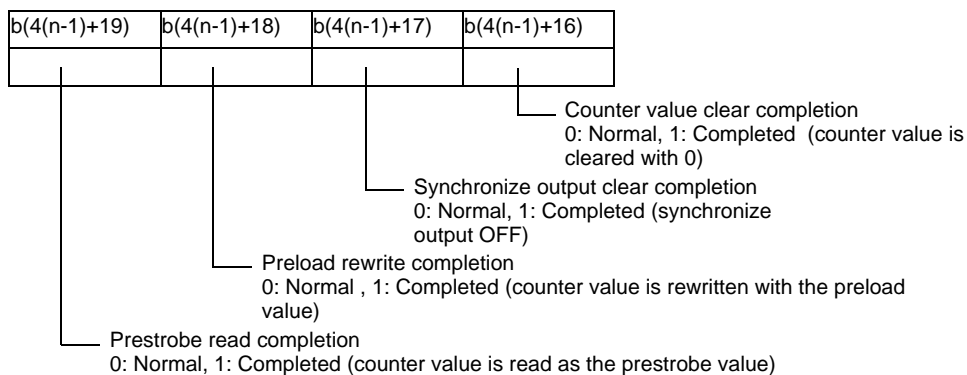 b(4(n-1)+19) b(4(n-1)+18) b(4(n-1)+17) b(4(n-1)+16)
Counter value clear completion
0: Normal, 1: Completed (counter value is
cleared with 0)
Synchronize output clear completion
0: Normal, 1: Completed (synchronize
output OFF)
Preload rewrite completion
0: Normal , 1: Completed (counter value is rewritten with the preload
value)
Prestrobe read completion
0: Normal, 1: Completed (counter value is read as the prestrobe value)